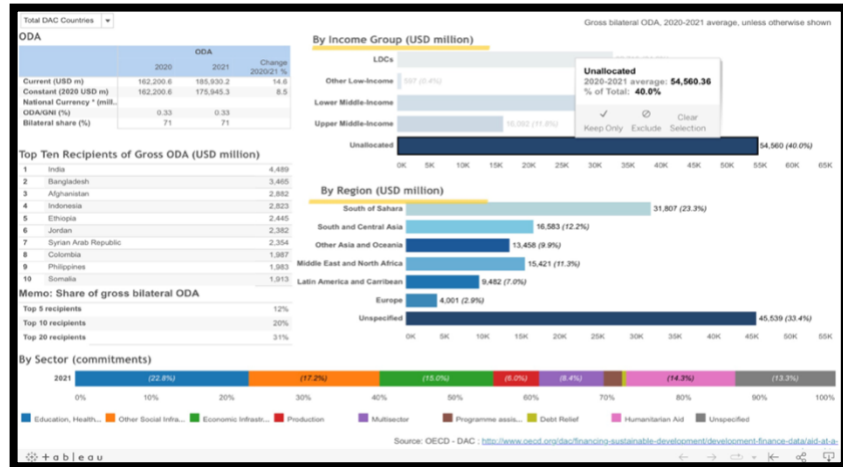 Total DAC Countries
Gross bilateral ODA, 2020-2021 average, unless otherwise shown
ODA
ODA
2020 2021 Change 2020/21 %
Current (USD m) 162,200.6 185,930.2 14.6
Constant (2020 USD m) 162,200.6 175,945.3 8.5
National Currency * (mill..
ODA/GNI (%) 0.33 0.33
Bilateral share (%) 71 71
Top Ten Recipients of Gross ODA (USD million)
1 India 4,489
2 Bangladesh 3,465
3 Afghanistan 2,882
4 Indonesia 2,823
5 Ethiopia 2,445
6 Jordan 2,382
7 Syrian Arab Republic 2,354
8 Colombia 1,987
9 Philippines 1,983
10 Somalia 1,913
Memo: Share of gross bilateral ODA
Top 5 recipients 12%
Top 10 recipients 20%
Top 20 recipients 31%
By Income Group (USD million)
LDCs
Other Low-Income 597 (0.4%)
Lower Middle-Income
Upper Middle-Income 16,082 (11.8%)
Unallocated 54,560 (40.0%)
0K 5K 10K 15K 20K 25K 30K 35K 40K 45K 50K 55K 60K 65K
Unallocated
2020-2021 average: 54,560.36
% of Total: 40.0%
Keep Only Exclude Clear Selection
By Region (USD million)
South of Sahara 31,807 (23.3%)
South and Central Asia 16,583 (12.2%)
Other Asia and Oceania 13,458 (9.9%)
Middle East and North Africa 15,421 (11.3%)
Latin America and Carribean 9,482 (7.0%)
Europe 4,001 (2.9%)
Unspecified 45,539 (33.4%)
0K 5K 10K 15K 20K 25K 30K 35K 40K 45K 50K 55K 60K 65K
By Sector (commitments)
2021 (22.8%) (17.2%) (15.0%) (6.0%) (8.4%) (14.3%) (13.3%)
0% 10% 20% 30% 40% 50% 60% 70% 80% 90% 100%
Education, Health... Other Social Infra... Economic Infrastr... Production Multisector Programme assis... Debt Relief Humanitarian Aid Unspecified
Source: OECD - DAC : http://www.oecd.org/dac/financing-sustainable-development/development-finance-data/aid-at-a-
+ a b l e a u